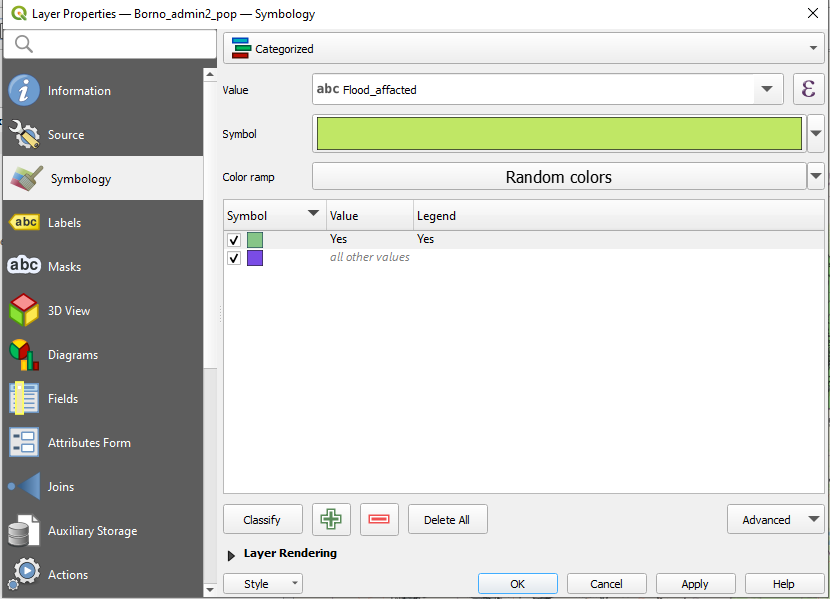 Layer Properties — Borno_admin2_pop — Symbology
Categorized
Information
Value
abc Flood_affacted
ε
Source
Symbol
Symbology
Color ramp
Random colors
Symbol Value Legend
abc Labels
Yes Yes
all other values
abc Masks
3D View
Diagrams
Fields
Attributes Form
Joins
Auxiliary Storage
Actions
Classify
Delete All
Advanced
Layer Rendering
Style
OK
Cancel
Apply
Help